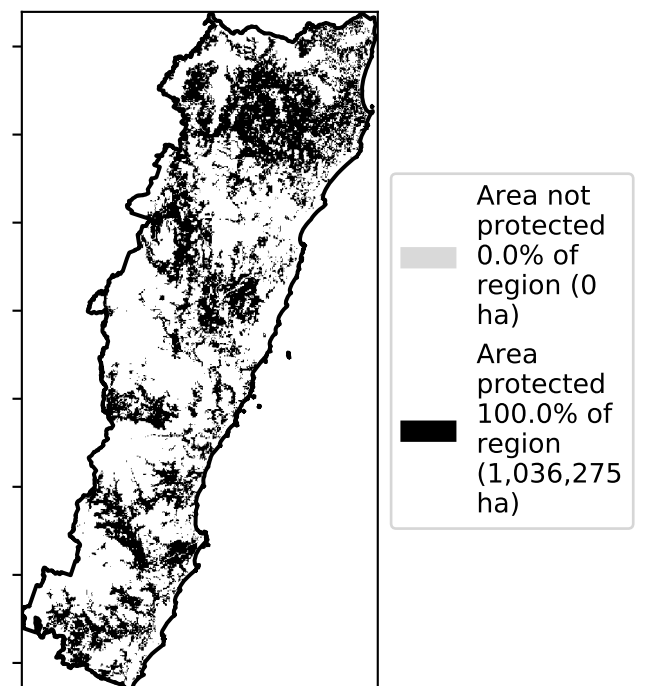 Area not
protected
0.0% of
region (0
ha)
Area
protected
100.0% of
region
(1,036,275
ha)